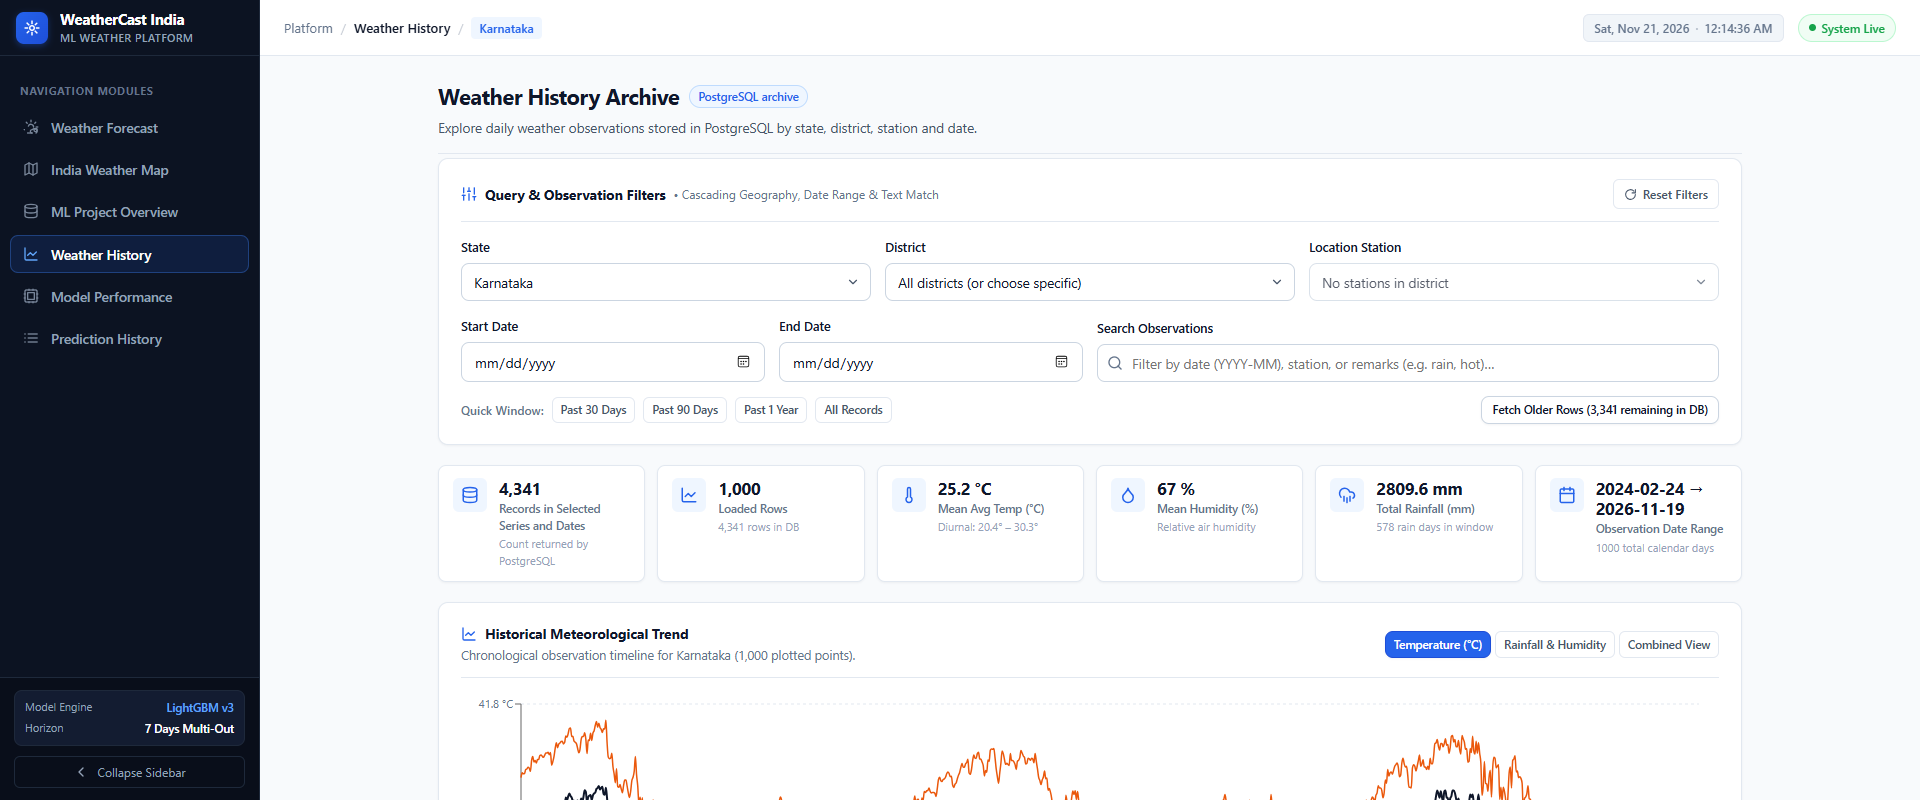 WeatherCast India
ML WEATHER PLATFORM
NAVIGATION MODULES
Weather Forecast
India Weather Map
ML Project Overview
Weather History
Model Performance
Prediction History
Model Engine LightGBM v3
Horizon 7 Days Multi-Out
Collapse Sidebar
Platform / Weather History / Karnataka
Sat, Nov 21, 2026 · 12:14:36 AM
System Live
Weather History Archive PostgreSQL archive
Explore daily weather observations stored in PostgreSQL by state, district, station and date.
Query & Observation Filters • Cascading Geography, Date Range & Text Match
Reset Filters
State
Karnataka
District
All districts (or choose specific)
Location Station
No stations in district
Start Date
mm/dd/yyyy
End Date
mm/dd/yyyy
Search Observations
Filter by date (YYYY-MM), station, or remarks (e.g. rain, hot)...
Quick Window: Past 30 Days Past 90 Days Past 1 Year All Records
Fetch Older Rows (3,341 remaining in DB)
4,341
Records in Selected
Series and Dates
Count returned by
PostgreSQL
1,000
Loaded Rows
4,341 rows in DB
25.2 °C
Mean Avg Temp (°C)
Diurnal: 20.4° – 30.3°
67 %
Mean Humidity (%)
Relative air humidity
2809.6 mm
Total Rainfall (mm)
578 rain days in window
2024-02-24 →
2026-11-19
Observation Date Range
1000 total calendar days
Historical Meteorological Trend
Chronological observation timeline for Karnataka (1,000 plotted points).
Temperature (°C) Rainfall & Humidity Combined View
41.8 °C